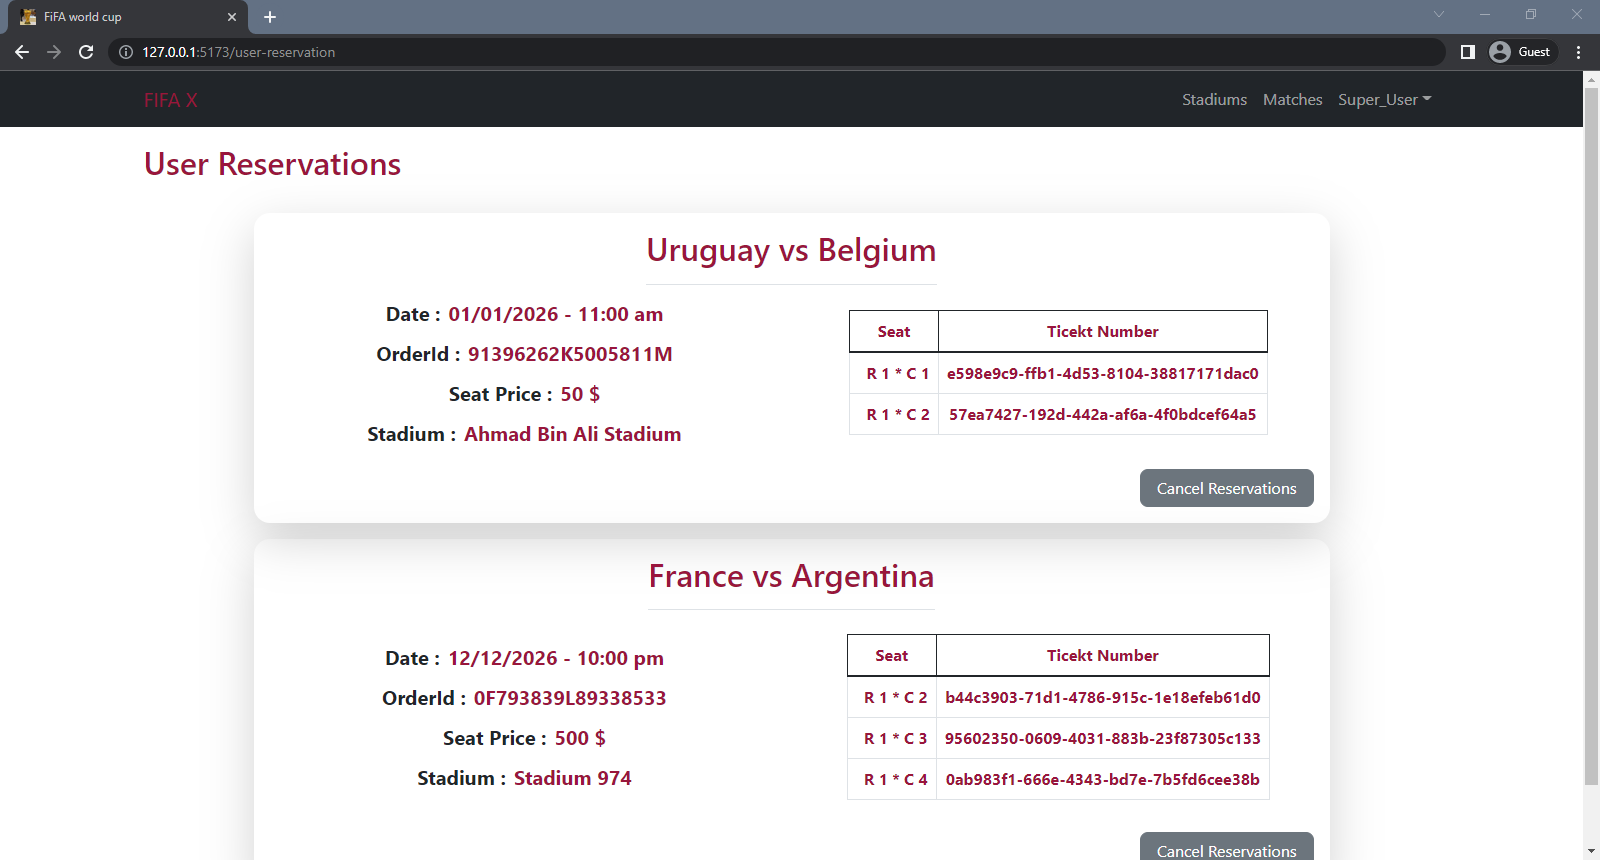 FiFA world cup
127.0.0.1:5173/user-reservation
Guest
FIFA X
Stadiums Matches Super_User
User Reservations
Uruguay vs Belgium
Date : 01/01/2026 - 11:00 am
OrderId : 91396262K5005811M
Seat Price : 50 $
Stadium : Ahmad Bin Ali Stadium
Seat Ticekt Number
R 1 * C 1 e598e9c9-ffb1-4d53-8104-38817171dac0
R 1 * C 2 57ea7427-192d-442a-af6a-4f0bdcef64a5
Cancel Reservations
France vs Argentina
Date : 12/12/2026 - 10:00 pm
OrderId : 0F793839L89338533
Seat Price : 500 $
Stadium : Stadium 974
Seat Ticekt Number
R 1 * C 2 b44c3903-71d1-4786-915c-1e18efeb61d0
R 1 * C 3 95602350-0609-4031-883b-23f87305c133
R 1 * C 4 0ab983f1-666e-4343-bd7e-7b5fd6cee38b
Cancel Reservations